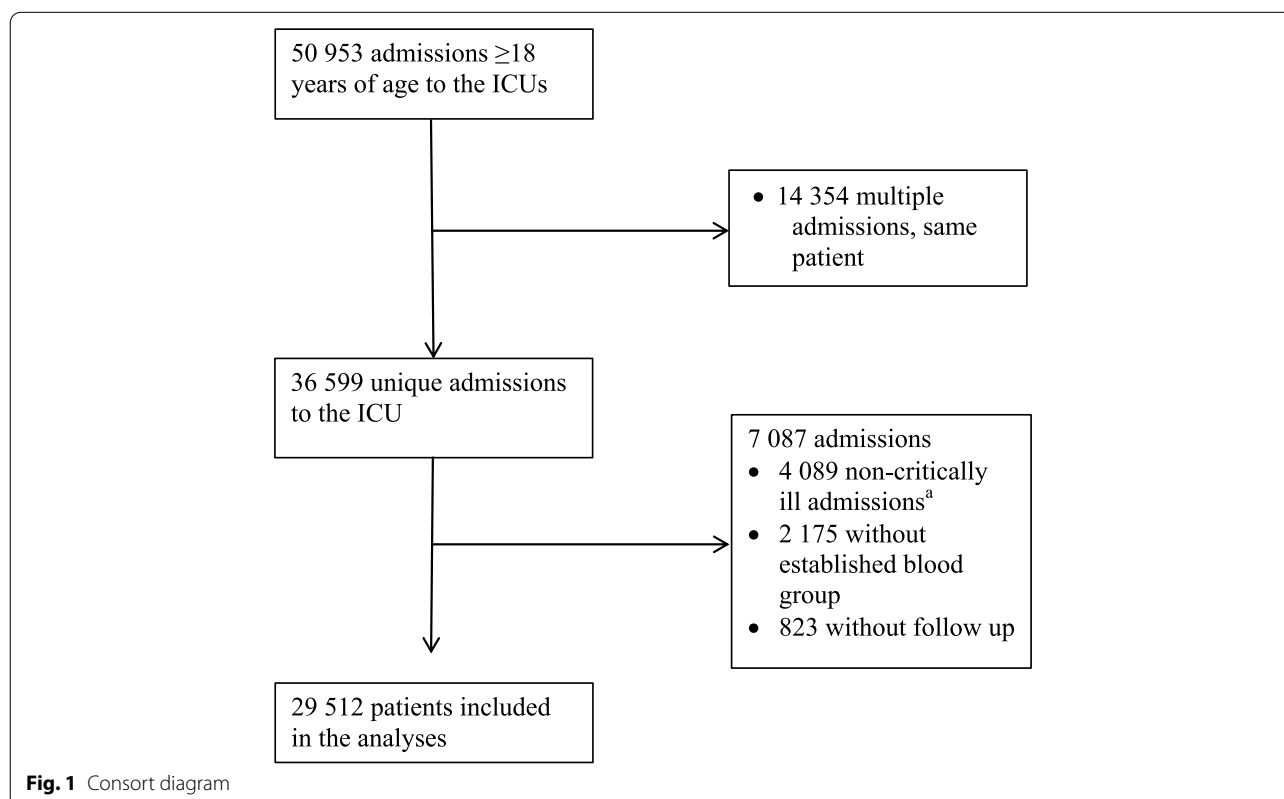 50 953 admissions ≥18
years of age to the ICUs
• 14 354 multiple
admissions, same
patient
36 599 unique admissions
to the ICU
7 087 admissions
• 4 089 non-critically
ill admissionsᵃ
• 2 175 without
established blood
group
• 823 without follow up
29 512 patients included
in the analyses
Fig. 1 Consort diagram